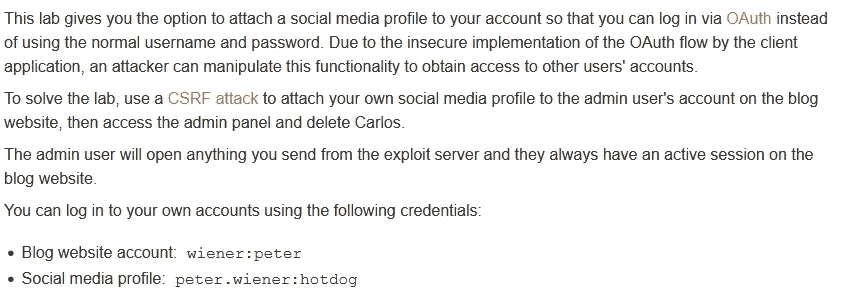 This lab gives you the option to attach a social media profile to your account so that you can log in via OAuth instead
of using the normal username and password. Due to the insecure implementation of the OAuth flow by the client
application, an attacker can manipulate this functionality to obtain access to other users' accounts.
To solve the lab, use a CSRF attack to attach your own social media profile to the admin user's account on the blog
website, then access the admin panel and delete Carlos.
The admin user will open anything you send from the exploit server and they always have an active session on the
blog website.
You can log in to your own accounts using the following credentials:
• Blog website account: wiener:peter
• Social media profile: peter.wiener:hotdog